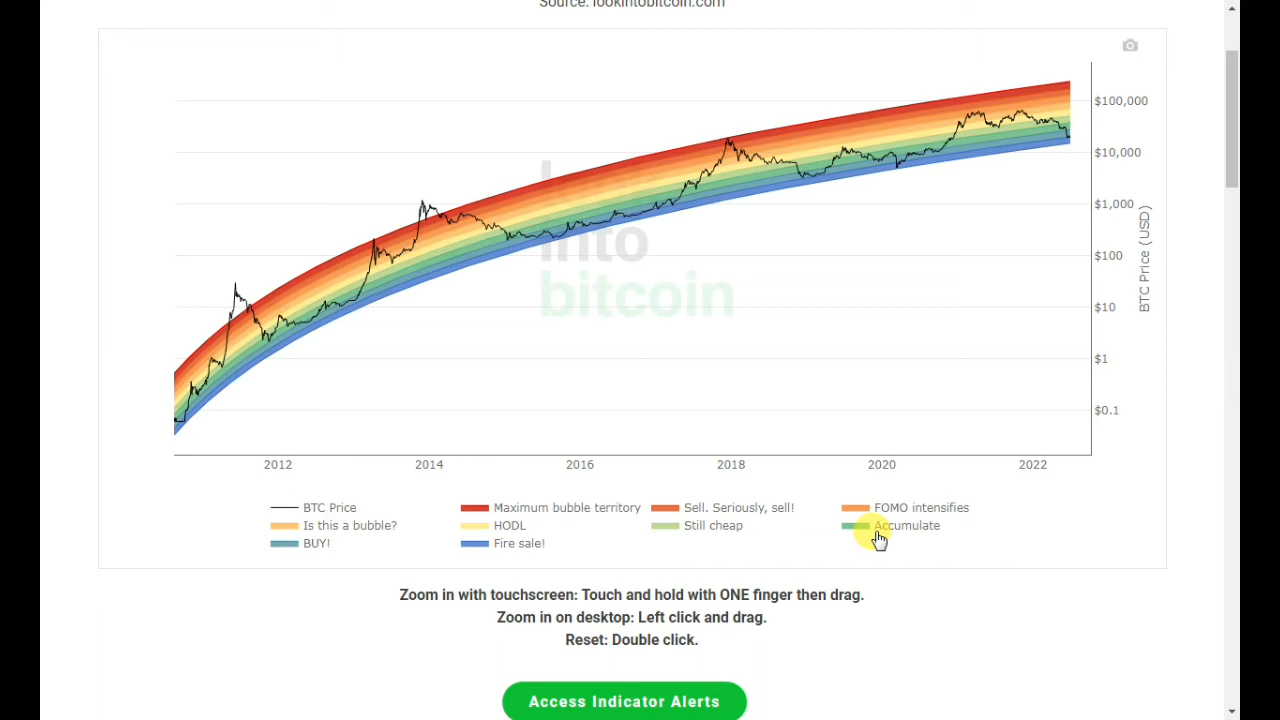 Source: lookintobitcoin.com
$100,000
$10,000
$1,000
$100
$10
$1
$0.1
BTC Price (USD)
into
bitcoin
2012 2014 2016 2018 2020 2022
BTC Price Maximum bubble territory Sell. Seriously, sell! FOMO intensifies
Is this a bubble? HODL Still cheap Accumulate
BUY! Fire sale!
Zoom in with touchscreen: Touch and hold with ONE finger then drag.
Zoom in on desktop: Left click and drag.
Reset: Double click.
Access Indicator Alerts